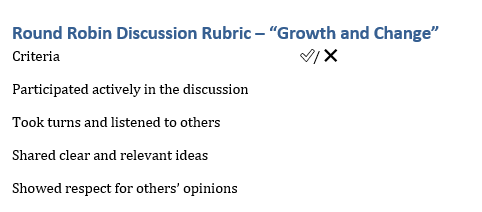 Round Robin Discussion Rubric – “Growth and Change”
Criteria ✓/ ✕
Participated actively in the discussion
Took turns and listened to others
Shared clear and relevant ideas
Showed respect for others’ opinions